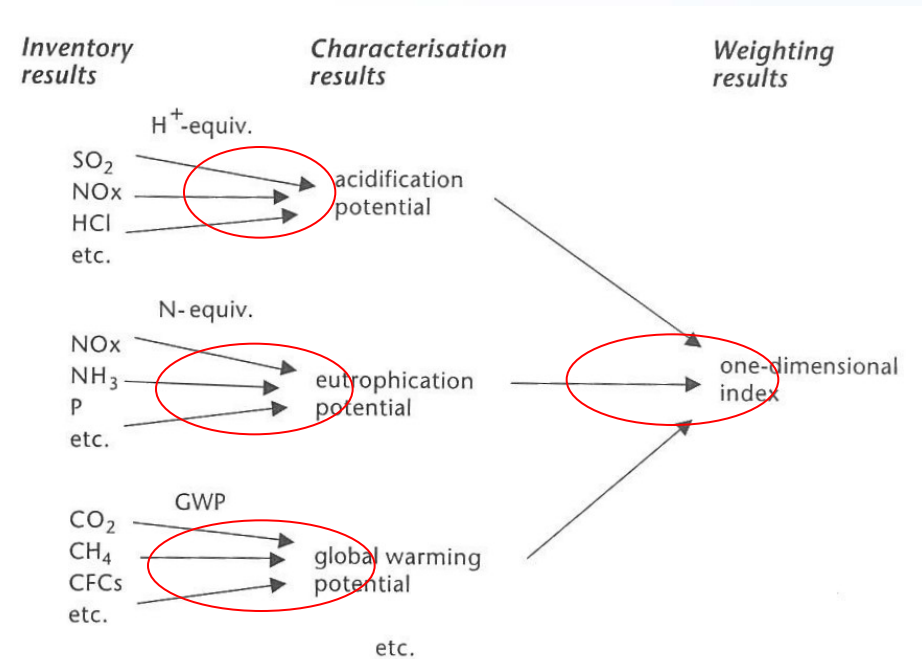 Inventory
results
Characterisation
results
Weighting
results
H⁺-equiv.
SO₂
NOx
HCl
etc.
acidification
potential
N-equiv.
NOx
NH₃
P
etc.
eutrophication
potential
one-dimensional
index
GWP
CO₂
CH₄
CFCs
etc.
global warming
potential
etc.